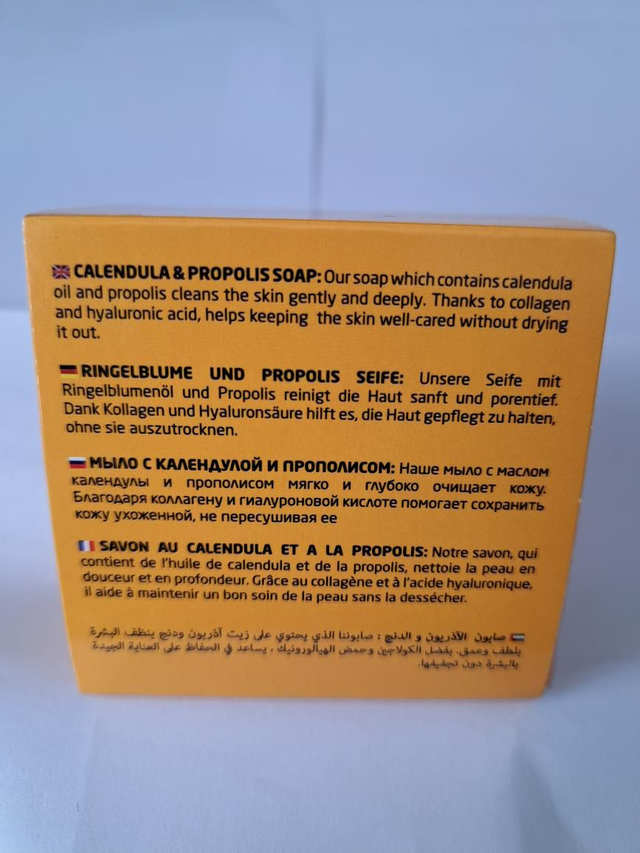 CALENDULA & PROPOLIS SOAP: Our soap which contains calendula
oil and propolis cleans the skin gently and deeply. Thanks to collagen
and hyaluronic acid, helps keeping the skin well-cared without drying
it out.
RINGELBLUME UND PROPOLIS SEIFE: Unsere Seife mit
Ringelblumenöl und Propolis reinigt die Haut sanft und porentief.
Dank Kollagen und Hyaluronsäure hilft es, die Haut gepflegt zu halten,
ohne sie auszutrocknen.
МЫЛО С КАЛЕНДУЛОЙ И ПРОПОЛИСОМ: Наше мыло с маслом
календулы и прополисом мягко и глубоко очищает кожу.
Благодаря коллагену и гиалуроновой кислоте помогает сохранить
кожу ухоженной, не пересушивая ее
SAVON AU CALENDULA ET A LA PROPOLIS: Notre savon, qui
contient de l'huile de calendula et de la propolis, nettoie la peau en
douceur et en profondeur. Grâce au collagène et à l'acide hyaluronique,
il aide à maintenir un bon soin de la peau sans la dessécher.
صابون الآذريون و الدنج : صابوننا الذي يحتوي على زيت آذريون ودنج ينظف البشرة
بلطف وعمق. بفضل الكولاجين وحمض الهيالورونيك ، يساعد في الحفاظ على العناية الجيدة
بالبشرة دون تجفيفها.